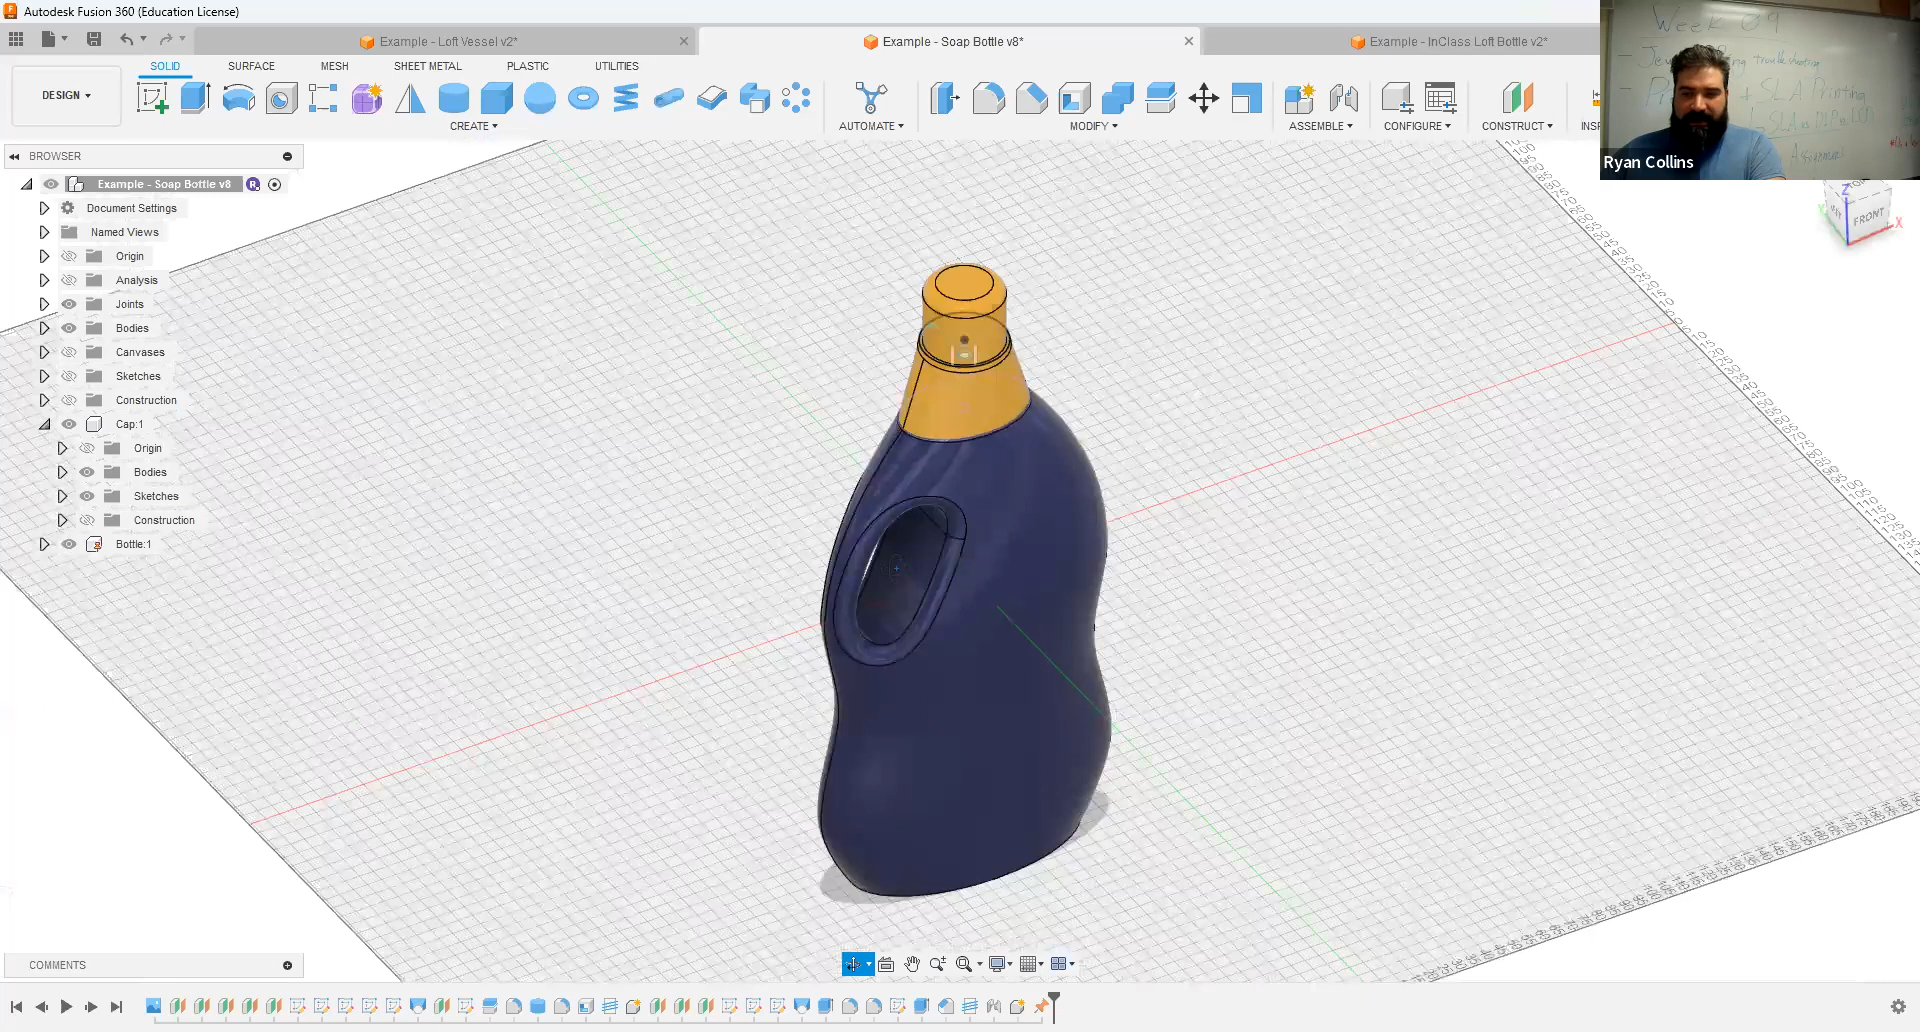 Autodesk Fusion 360 (Education License)
Example - Loft Vessel v2*
Example - Soap Bottle v8*
Example - InClass Loft Bottle v2*
SOLID SURFACE MESH SHEET METAL PLASTIC UTILITIES
DESIGN
CREATE AUTOMATE MODIFY ASSEMBLE CONFIGURE CONSTRUCT
Week 09
SLA Printing
Ryan Collins
BROWSER
Example - Soap Bottle v8
Document Settings
Named Views
Origin
Analysis
Joints
Bodies
Canvases
Sketches
Construction
Cap:1
Origin
Bodies
Sketches
Construction
Bottle:1
Z
FRONT
X
COMMENTS